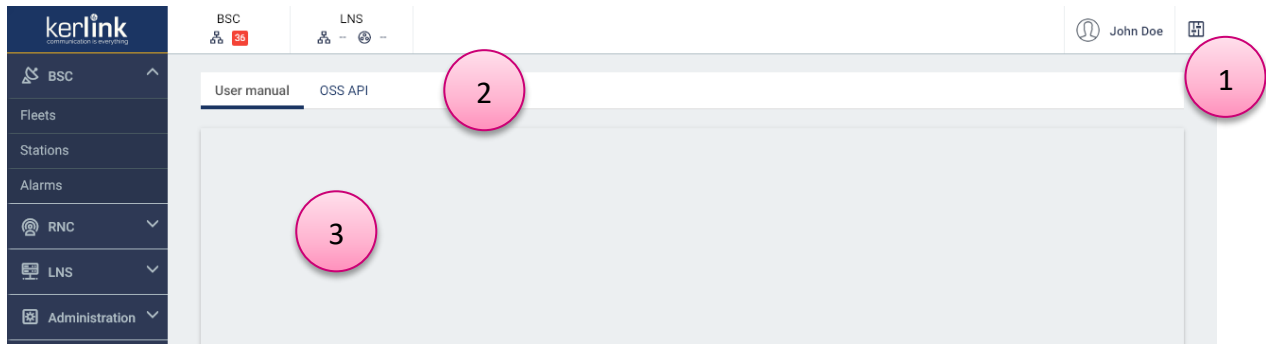 kerlink
communication is everything
BSC
36
LNS
--
--
John Doe
1
BSC
Fleets
Stations
Alarms
RNC
LNS
Administration
User manual OSS API
2
3